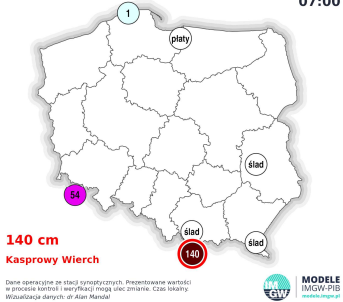 07:00
1
płaty
ślad
54
ślad
140
ślad
140 cm
Kasprowy Wierch
Dane operacyjne ze stacji synoptycznych. Prezentowane wartości
w procesie kontroli i weryfikacji mogą ulec zmianie. Czas lokalny.
Wizualizacja danych: dr Alan Mandal
IM
GW
MODELE
IMGW-PIB
modele.imgw.pl